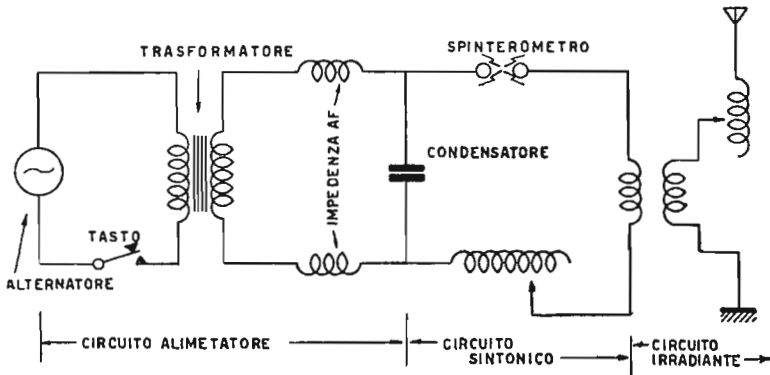 TRASFORMATORE
SPINTEROMETRO
IMPEDENZA AF
CONDENSATORE
TASTO
ALTERNATORE
CIRCUITO ALIMETATORE
CIRCUITO
SINTONICO
CIRCUITO
IRRADIANTE